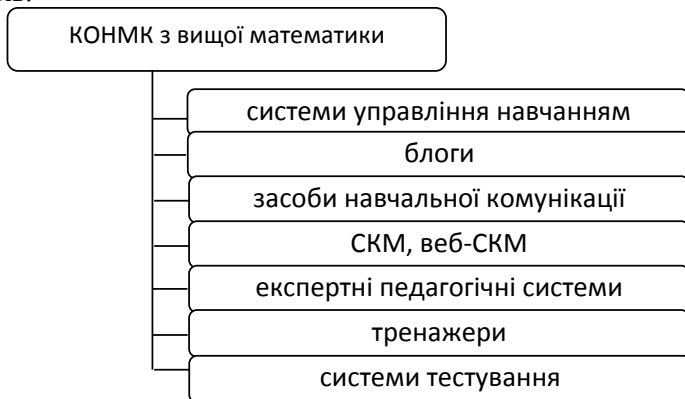 КОНМК з вищої математики
системи управління навчанням
блоги
засоби навчальної комунікації
СКМ, веб-СКМ
експертні педагогічні системи
тренажери
системи тестування